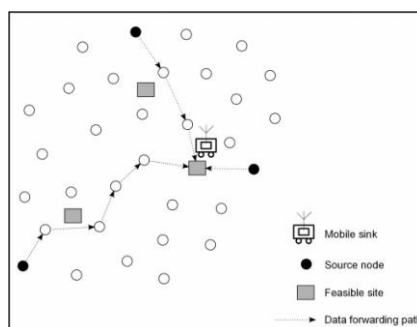 Mobile sink
Source node
Feasible site
Data forwarding path